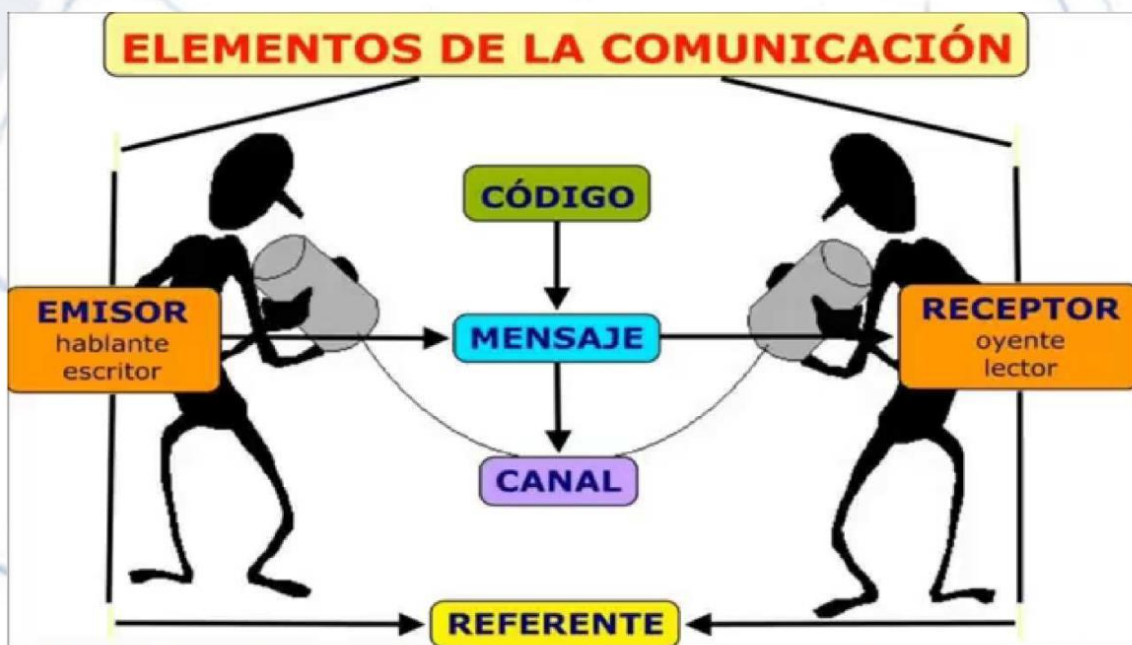 ELEMENTOS DE LA COMUNICACIÓN
CÓDIGO
EMISOR
hablante
escritor
MENSAJE
RECEPTOR
oyente
lector
CANAL
REFERENTE